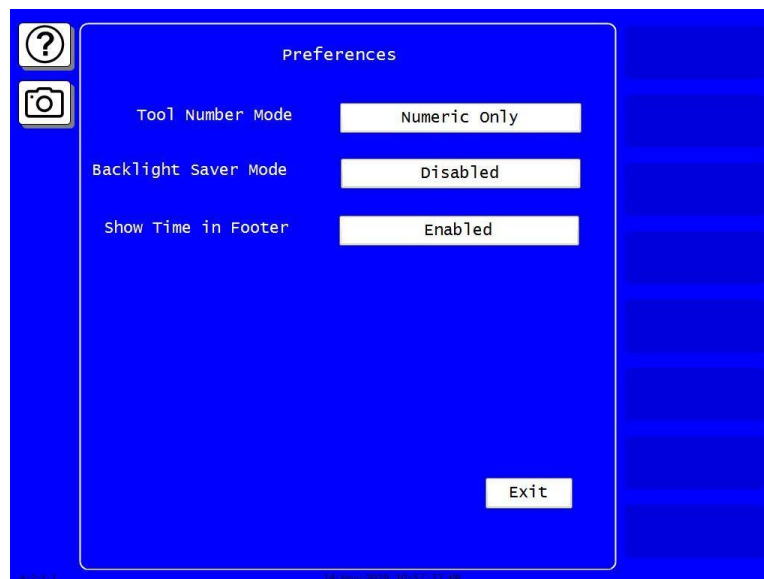 ?
Preferences
Tool Number Mode Numeric Only
Backlight Saver Mode Disabled
Show Time in Footer Enabled
Exit